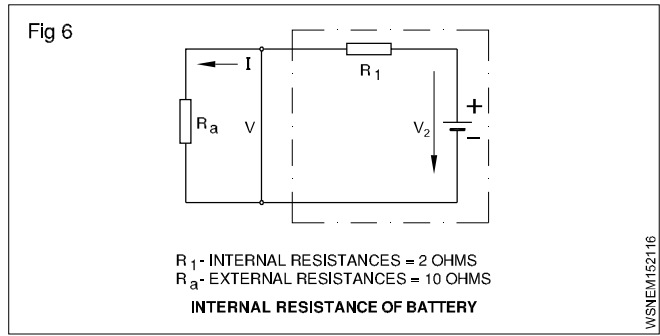 Fig 6
I
R1
Ra
V
V2
+
−
R1- INTERNAL RESISTANCES = 2 OHMS
Ra- EXTERNAL RESISTANCES = 10 OHMS
INTERNAL RESISTANCE OF BATTERY
WSNEM152116